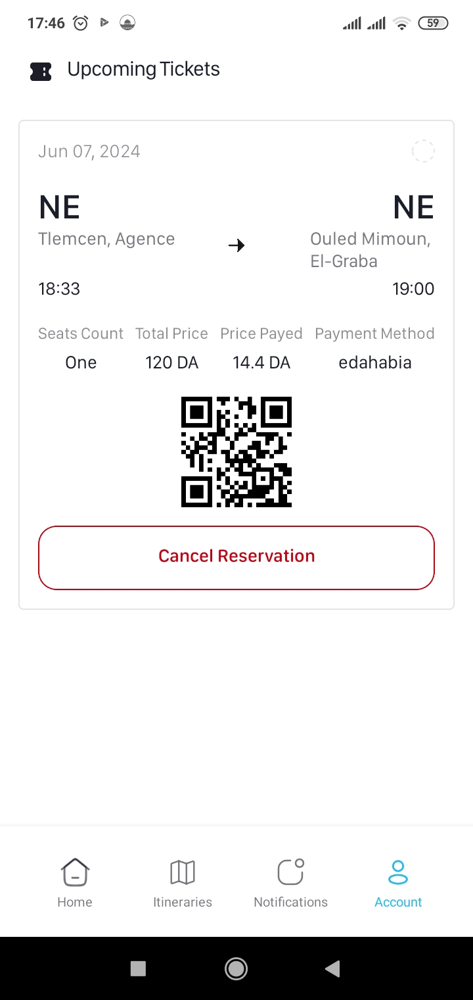 17:46
59
Upcoming Tickets
Jun 07, 2024
NE NE
Tlemcen, Agence
Ouled Mimoun,
El-Graba
18:33 19:00
Seats Count Total Price Price Payed Payment Method
One 120 DA 14.4 DA edahabia
Cancel Reservation
Home Itineraries Notifications Account